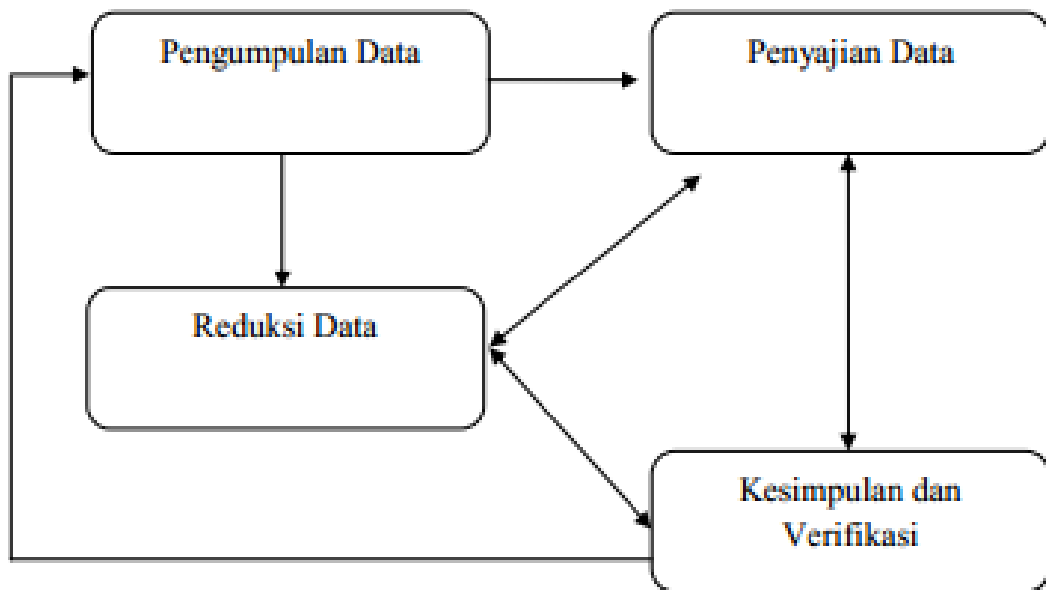 Pengumpulan Data
Penyajian Data
Reduksi Data
Kesimpulan dan
Verifikasi